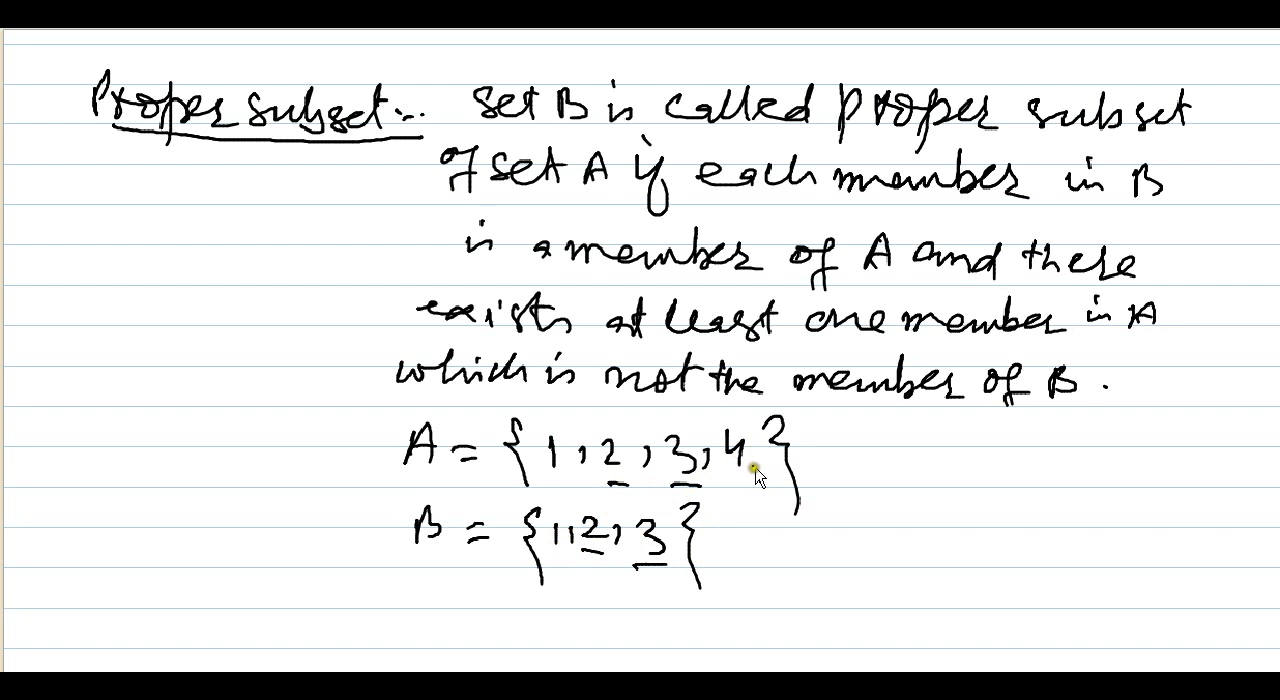 Proper subset:- set B is called proper subset
of set A if each member in B
is a member of A and there
exists at least one member in A
which is not the member of B.
A = {1, 2, 3, 4}
B = {1, 2, 3}